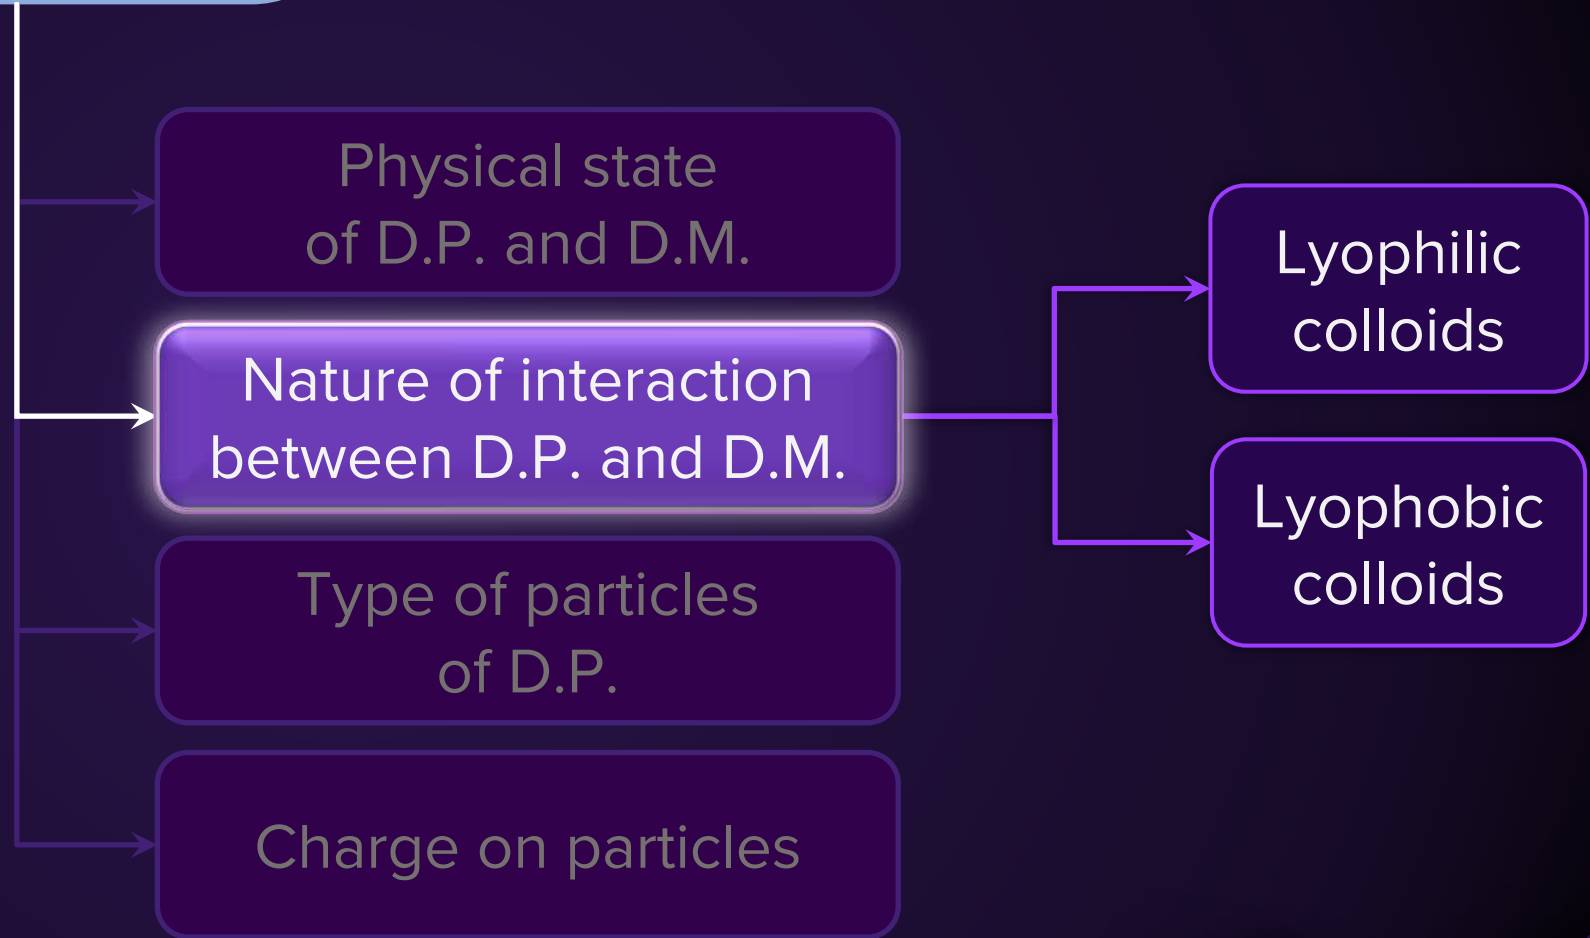 Physical state
of D.P. and D.M.
Nature of interaction
between D.P. and D.M.
Lyophilic
colloids
Lyophobic
colloids
Type of particles
of D.P.
Charge on particles